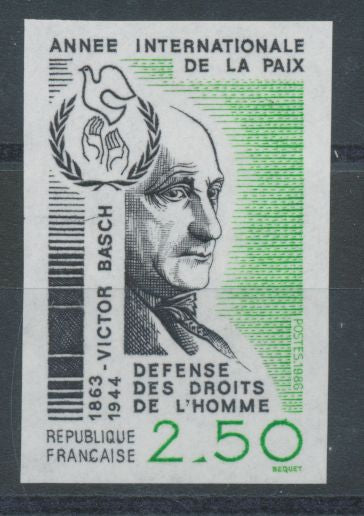 ANNEE INTERNATIONALE
DE LA PAIX
1863 - VICTOR BASCH
1944
DEFENSE
DES DROITS
DE L'HOMME
POSTES 1986
REPUBLIQUE
FRANCAISE
2.50
BEQUET